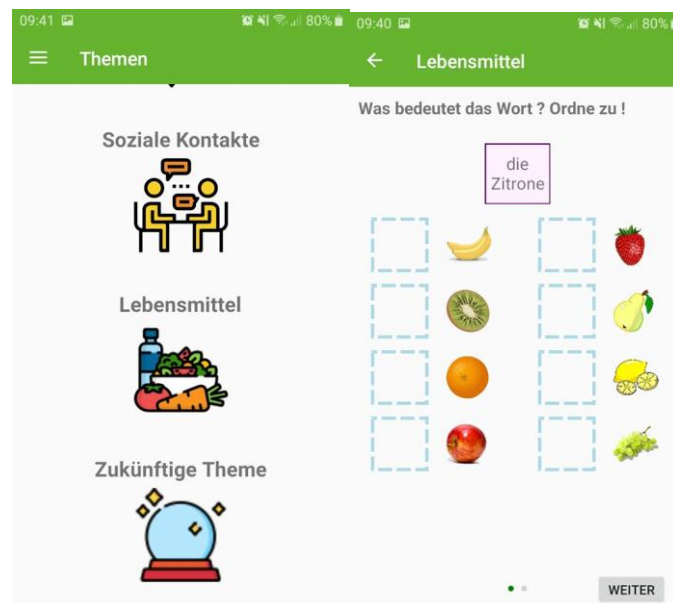 09:41 80%
Themen
Soziale Kontakte
Lebensmittel
Zukünftige Theme
09:40 80%
Lebensmittel
Was bedeutet das Wort ? Ordne zu !
die
Zitrone
WEITER